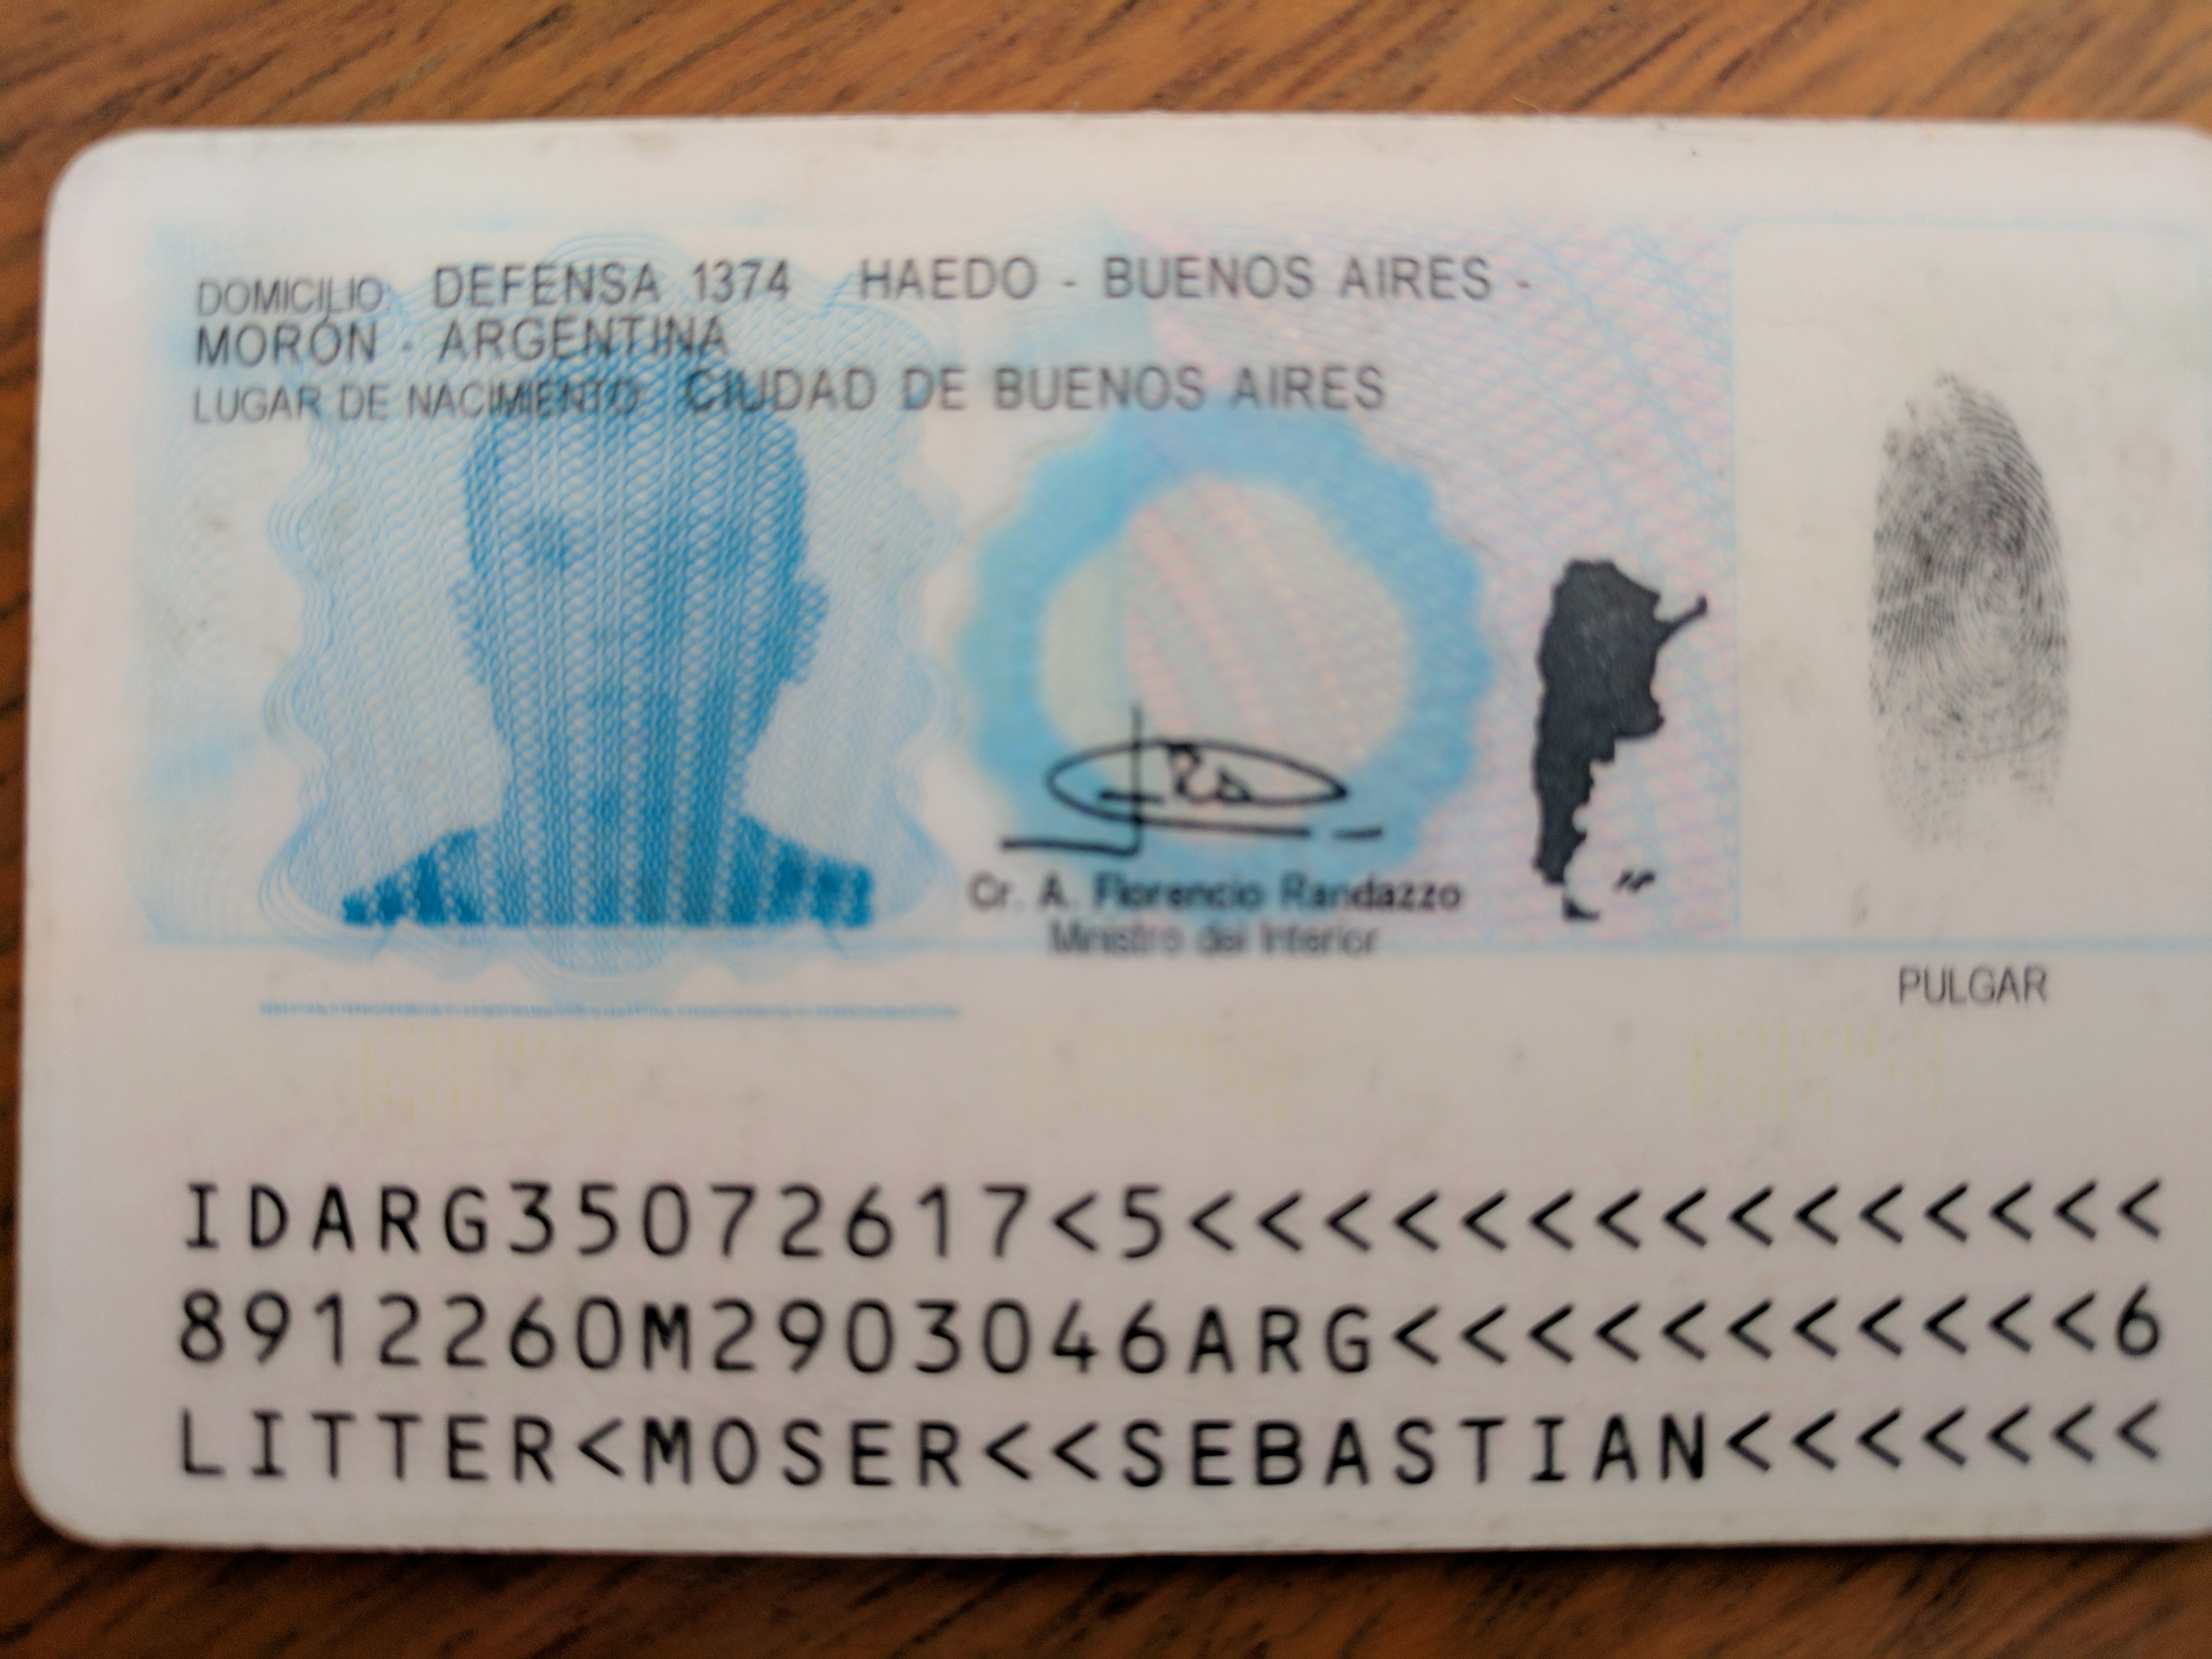 DOMICILIO: DEFENSA 1374 HAEDO - BUENOS AIRES -
MORÓN - ARGENTINA
LUGAR DE NACIMIENTO: CIUDAD DE BUENOS AIRES
Cr. A. Florencio Randazzo
Ministro del Interior
PULGAR
IDARG35072617<5<<<<<<<<<<<<<<<
8912260M2903046ARG<<<<<<<<<<<6
LITTER<MOSER<<SEBASTIAN<<<<<<<